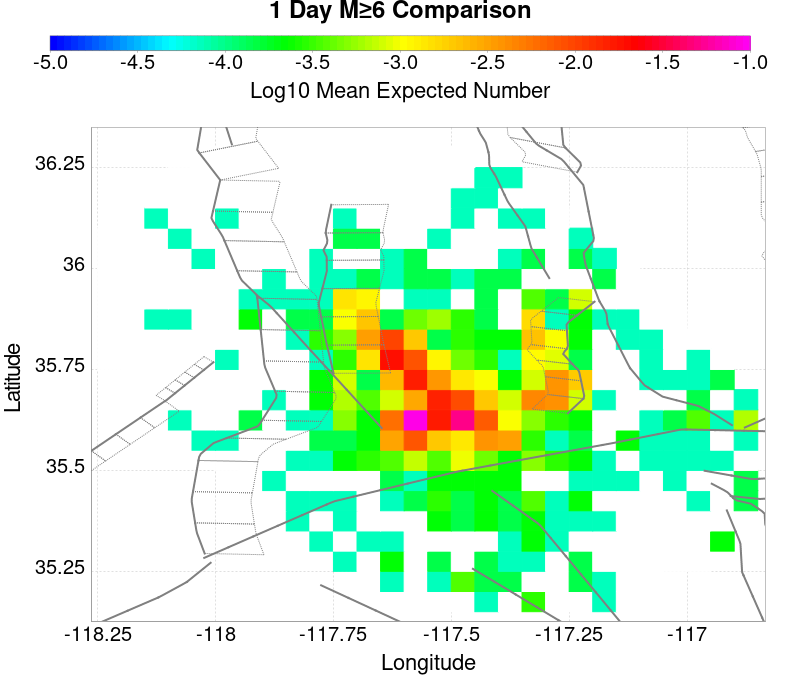 1 Day M≥6 Comparison
-5.0 -4.5 -4.0 -3.5 -3.0 -2.5 -2.0 -1.5 -1.0
Log10 Mean Expected Number
36.25
36
35.75
35.5
35.25
Latitude
-118.25 -118 -117.75 -117.5 -117.25 -117
Longitude